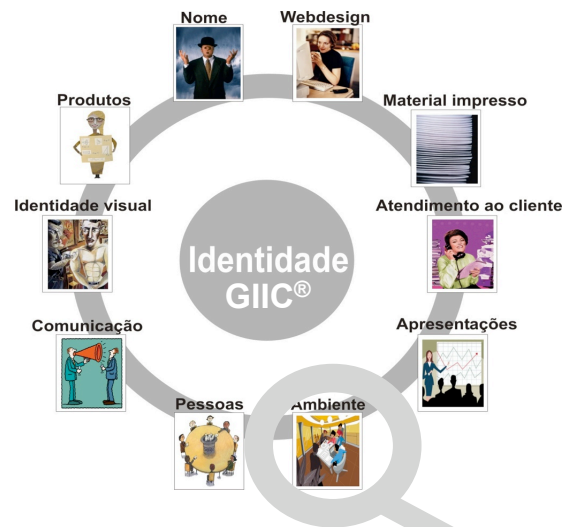 Nome
Webdesign
Produtos
Material impresso
Identidade visual
Atendimento ao cliente
Identidade
GIIC®
Comunicação
Apresentações
Pessoas
Ambiente